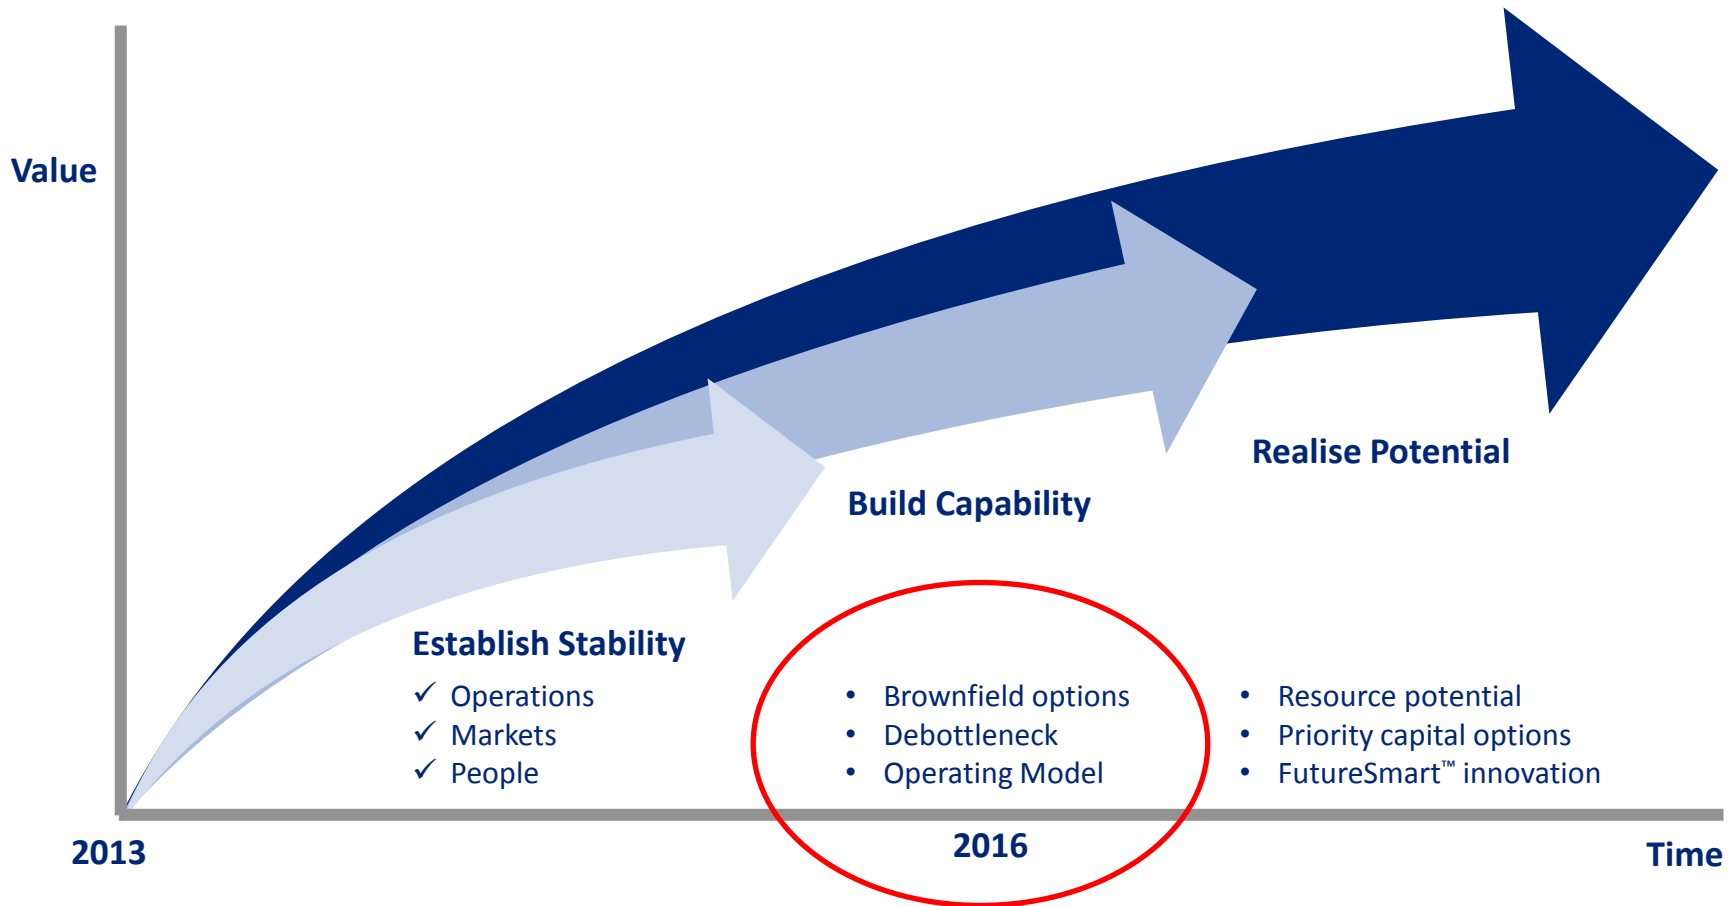 Value
Realise Potential
Build Capability
Establish Stability
✓ Operations
✓ Markets
✓ People
• Brownfield options
• Debottleneck
• Operating Model
• Resource potential
• Priority capital options
• FutureSmart™ innovation
2013
2016
Time